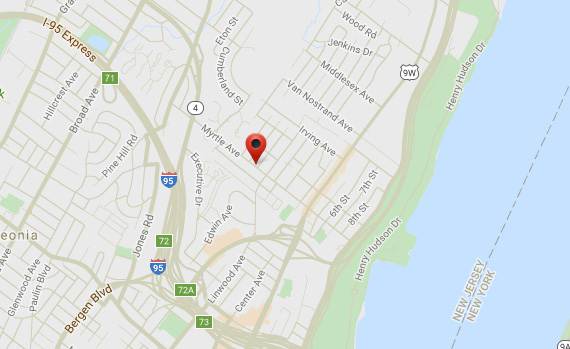 I-95 Express
Eton St
Wood Rd
Jenkins Dr
Henry Hudson Dr
71
Cumberland St
Middlesex Ave
9W
Hillcrest Ave
Broad Ave
4
Van Nostrand Ave
Pine Hill Rd
Myrtle Ave
Irving Ave
95
Executive Dr
7th St
6th St
8th St
Edwin Ave
Jones Rd
eonia
72
Henry Hudson Dr
95
Glenwood Ave
Paulin Blvd
Linwood Ave
Center Ave
72A
NEW JERSEY
NEW YORK
Bergen Blvd
73
9A